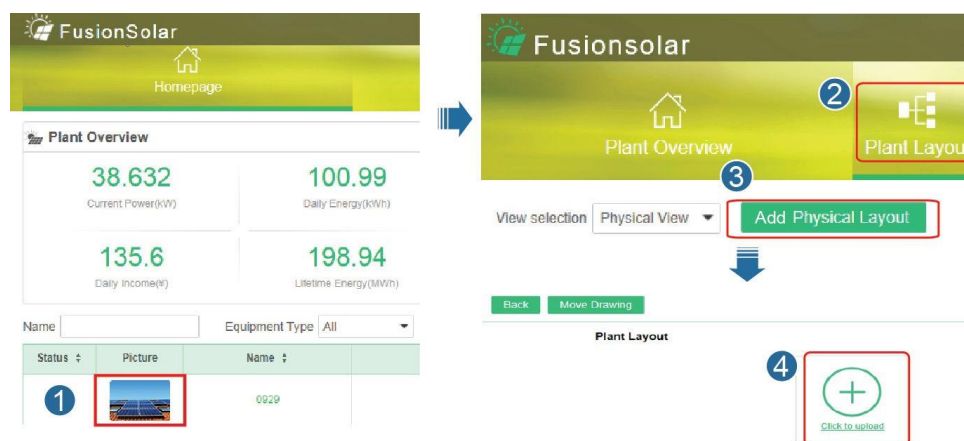 FusionSolar
Homepage
Plant Overview
38.632
100.99
Current Power(kW)
Daily Energy(kWh)
135.6
198.94
Daily Income(¥)
Lifetime Energy(MWh)
Name
Equipment Type All
Status Picture Name
1
0929
Fusionsolar
2
Plant Overview
Plant Layou
3
View selection Physical View Add Physical Layout
Back Move Drawing
Plant Layout
4
Click to upload